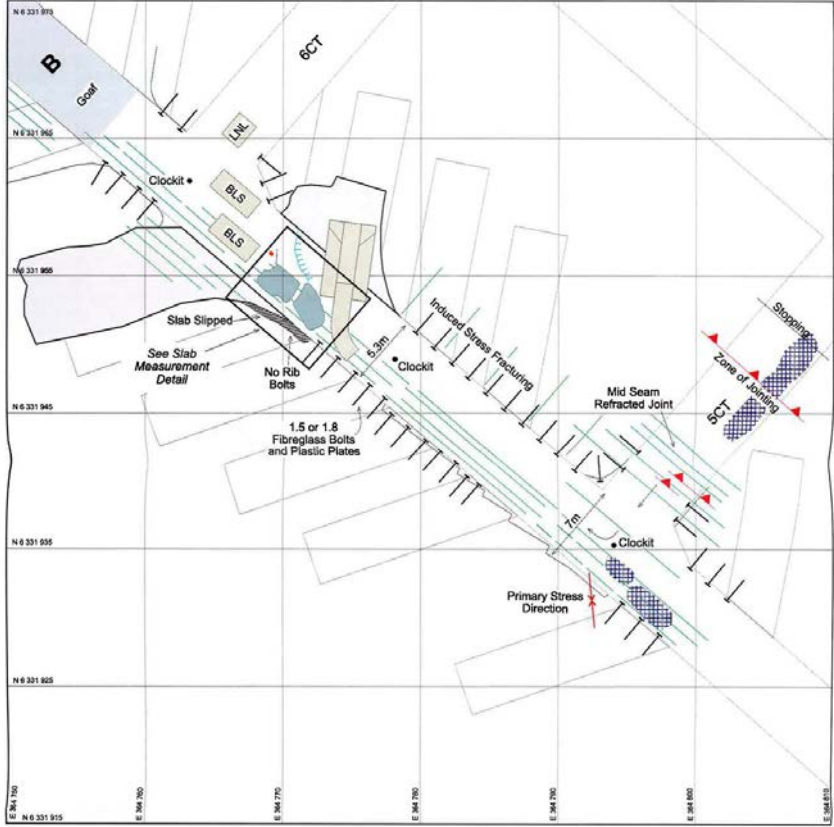 N 6 331 975
6CT
B
Goaf
LNL
N 6 331 965
Clockit
BLS
BLS
N 6 331 955
Induced Stress Fracturing
Slab Slipped
5.3m
Stopping
See Slab
Measurement
Detail
Clockit
Zone of Jointing
No Rib
Bolts
Mid Seam
Refracted Joint
5CT
N 6 331 945
1.5 or 1.8
Fibreglass Bolts
and Plastic Plates
7m
N 6 331 935
Clockit
Primary Stress
Direction
N 6 331 925
E 364 750
E 364 760
E 364 770
E 364 780
E 364 790
E 364 800
E 364 810
N 6 331 915